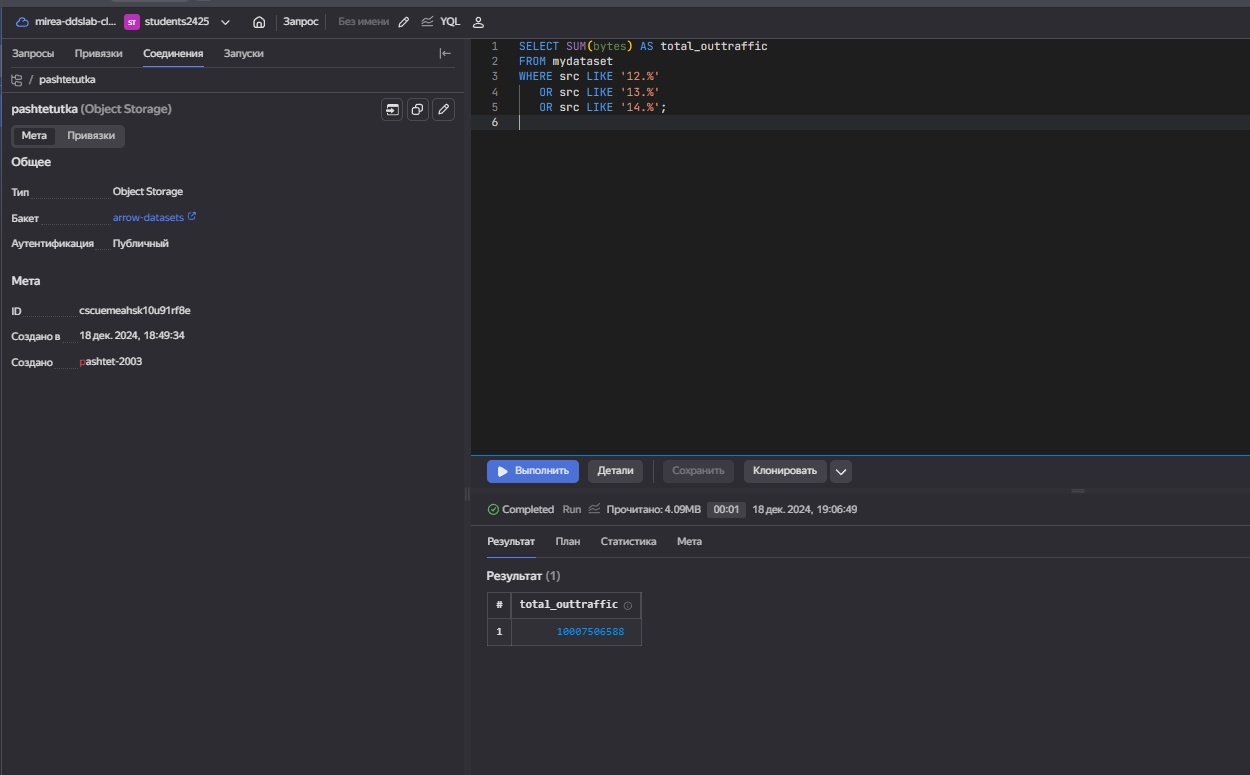 mirea-ddslab-cl... ST students2425 Запрос Без имени YQL
Запросы Привязки Соединения Запуски
/ pashtetutka
pashtetutka (Object Storage)
Мета Привязки
Общее
Тип Object Storage
Бакет arrow-datasets
Аутентификация Публичный
Мета
ID cscuemeahsk10u91rf8e
Создано в 18 дек. 2024, 18:49:34
Создано pashtet-2003
1 SELECT SUM(bytes) AS total_outtraffic
2 FROM mydataset
3 WHERE src LIKE '12.%'
4 OR src LIKE '13.%'
5 OR src LIKE '14.%';
6
Выполнить Детали Сохранить Клонировать
Completed Run Прочитано: 4.09MB 00:01 18 дек. 2024, 19:06:49
Результат План Статистика Мета
Результат (1)
# total_outtraffic
1 10007506588